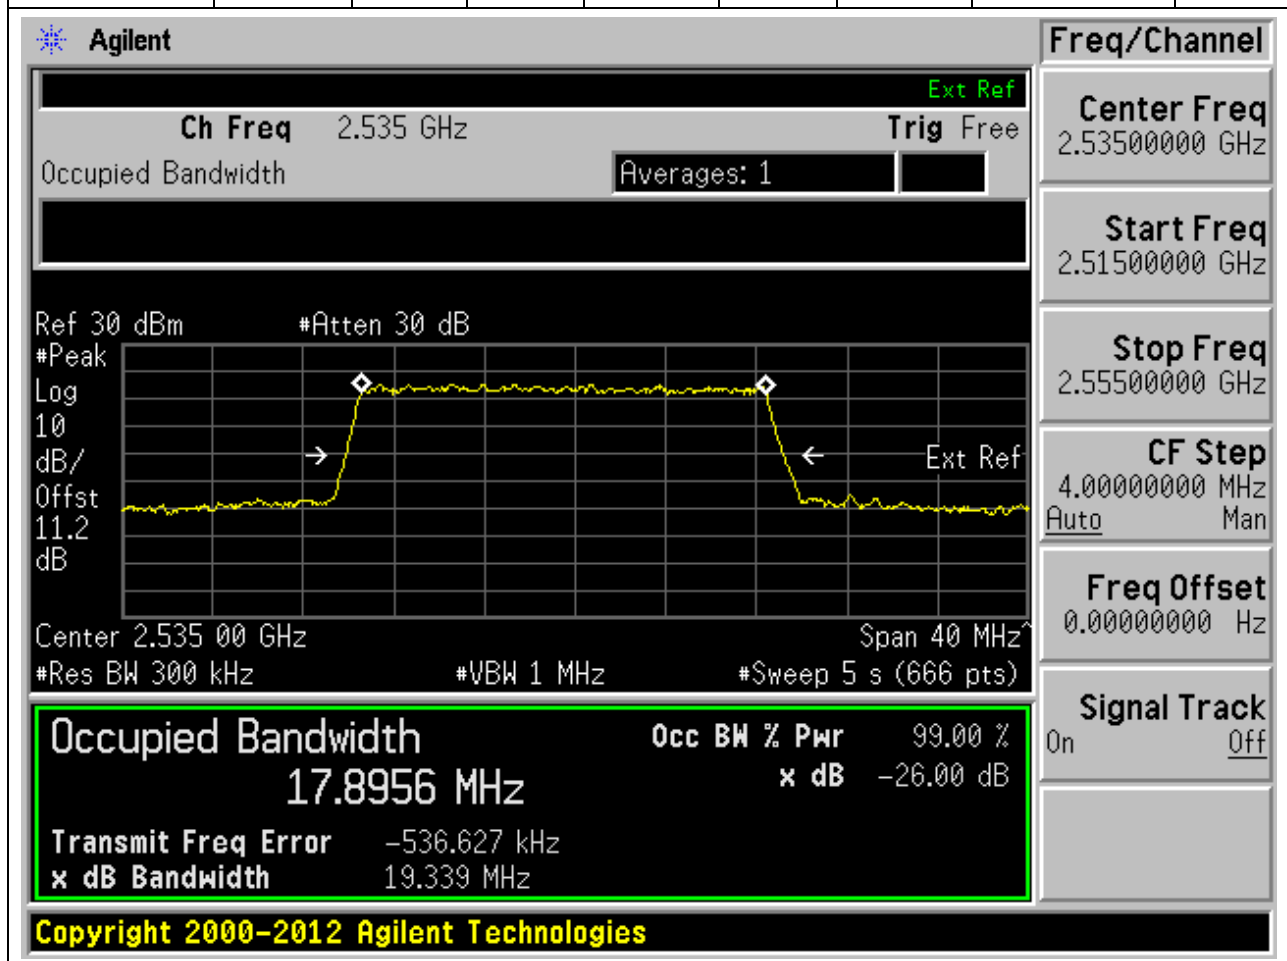 Agilent
Freq/Channel
Ext Ref
Ch Freq 2.535 GHz Trig Free
Occupied Bandwidth Averages: 1
Center Freq
2.53500000 GHz
Start Freq
2.51500000 GHz
Stop Freq
2.55500000 GHz
CF Step
4.00000000 MHz
Auto Man
Freq Offset
0.00000000 Hz
Signal Track
On Off
Ref 30 dBm #Atten 30 dB
#Peak
Log
10
dB/
Offst
11.2
dB
Ext Ref
Center 2.535 00 GHz Span 40 MHz^
#Res BW 300 kHz #VBW 1 MHz #Sweep 5 s (666 pts)
Occupied Bandwidth Occ BW % Pwr 99.00 %
17.8956 MHz x dB -26.00 dB
Transmit Freq Error -536.627 kHz
x dB Bandwidth 19.339 MHz
Copyright 2000-2012 Agilent Technologies